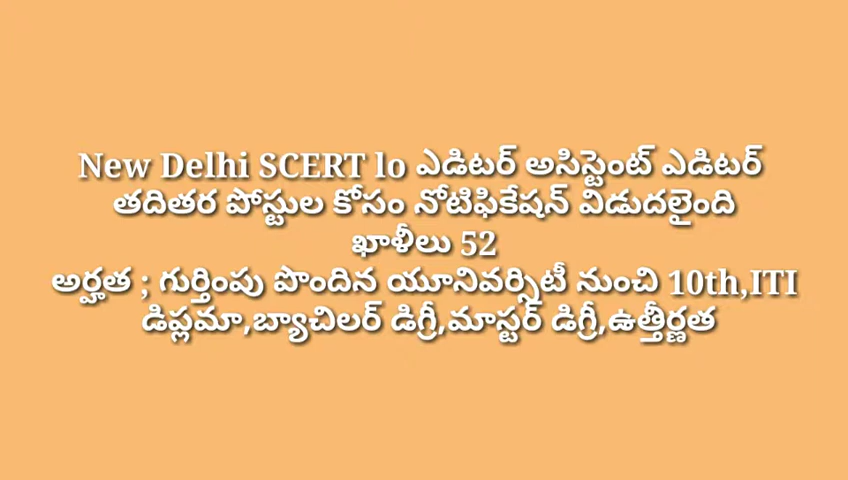 New Delhi SCERT lo ఎడిటర్ అసిస్టెంట్ ఎడిటర్
తదితర పోస్టుల కోసం నోటిఫికేషన్ విడుదలైంది
ఖాళీలు 52
అర్హత ; గుర్తింపు పొందిన యూనివర్సిటీ నుంచి 10th,ITI
డిప్లమా,బ్యాచిలర్ డిగ్రీ,మాస్టర్ డిగ్రీ,ఉత్తీర్ణత